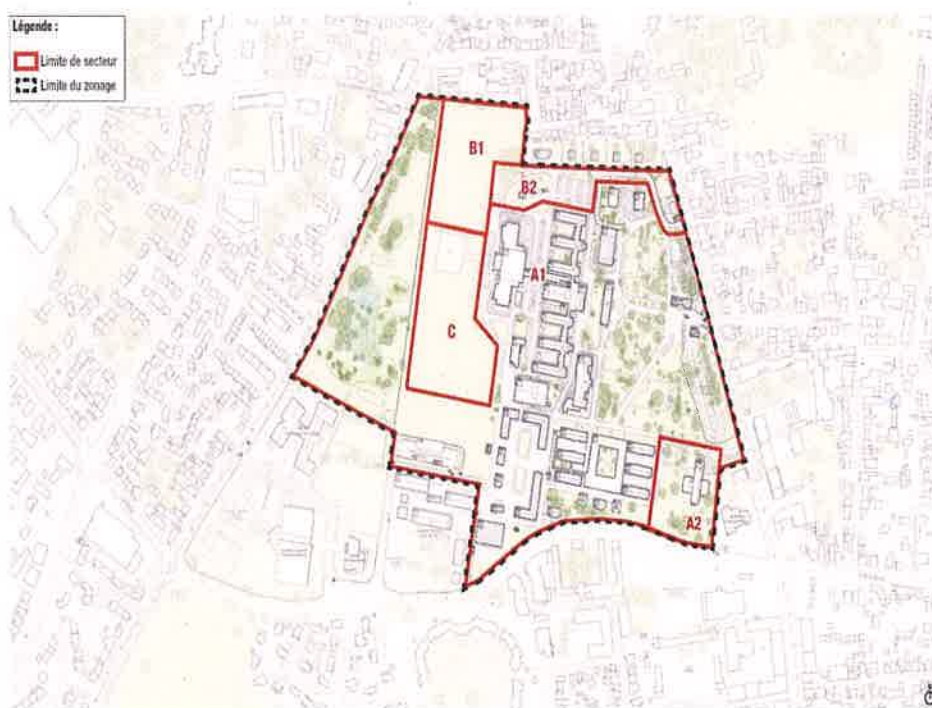 Légende :
Limite de secteur
Limite du zonage
B1
B2
A1
C
A2